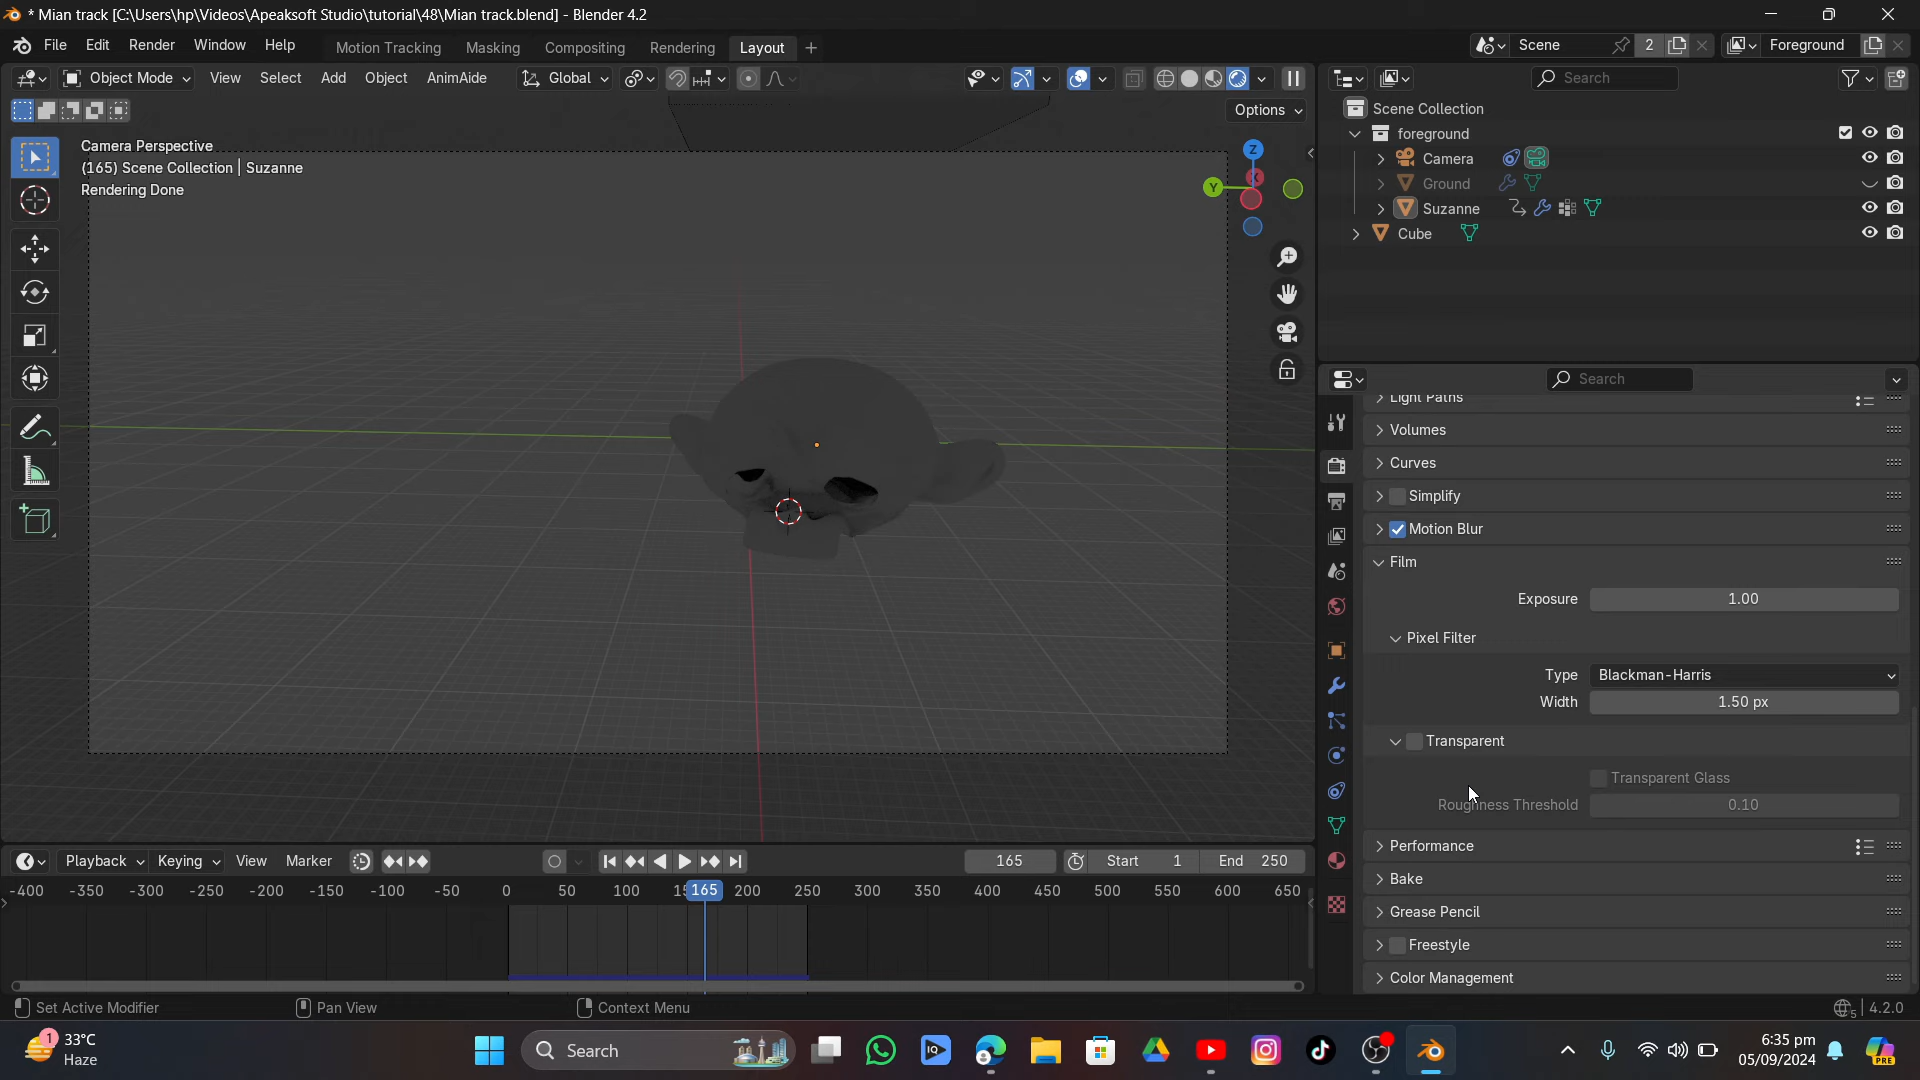 * Mian track [C:\Users\hp\Videos\Apeaksoft Studio\tutorial\48\Mian track.blend] - Blender 4.2
File Edit Render Window Help Motion Tracking Masking Compositing Rendering Layout Scene 2 Foreground
Object Mode View Select Add Object AnimAide Global Search
Options
Camera Perspective
(165) Scene Collection | Suzanne
Rendering Done
Z
X
Y
Scene Collection
foreground
Camera
Ground
Suzanne
Cube
Search
Light Paths
Volumes
Curves
Simplify
Motion Blur
Film
Exposure 1.00
Pixel Filter
Type Blackman-Harris
Width 1.50 px
Transparent
Transparent Glass
Roughness Threshold 0.10
Performance
Bake
Grease Pencil
Freestyle
Color Management
Playback Keying View Marker 165 Start 1 End 250
-400 -350 -300 -250 -200 -150 -100 -50 0 50 100 165 200 250 300 350 400 450 500 550 600 650
Set Active Modifier Pan View Context Menu 5 4.2.0
1 33°C
Haze
Search
IQ
PRE
6:35 pm
05/09/2024